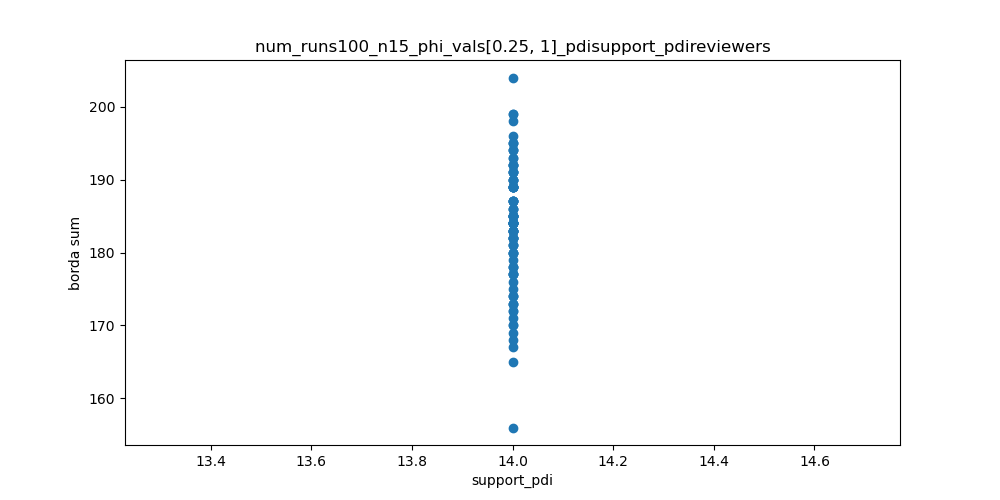 num_runs100_n15_phi_vals[0.25, 1]_pdisupport_pdireviewers
200
190
180
170
160
borda sum
13.4 13.6 13.8 14.0 14.2 14.4 14.6
support_pdi